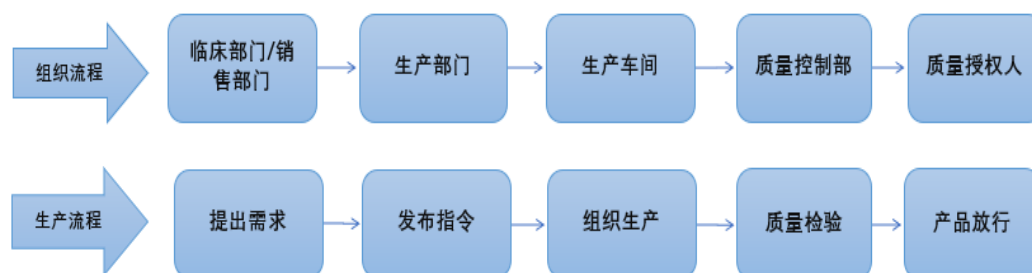 组织流程
临床部门/销
售部门
生产部门
生产车间
质量控制部
质量授权人
生产流程
提出需求
发布指令
组织生产
质量检验
产品放行